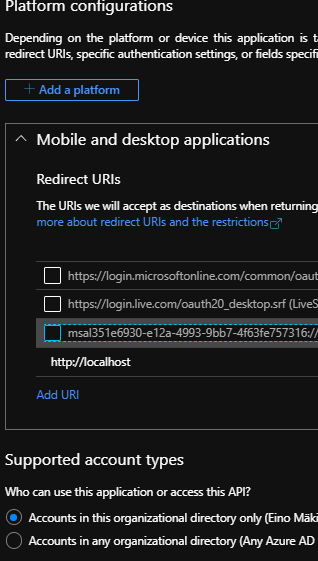 Platform configurations
Depending on the platform or device this application is
redirect URIs, specific authentication settings, or fields
+ Add a platform
Mobile and desktop applications
Redirect URIs
The URIs we will accept as destinations when returning
more about redirect URIs and the restrictions
https://login.microsoftonline.com/common/oaut
https://login.live.com/oauth20_desktop.srf (LiveS
msal351e6930-e12a-4993-9bb7-4f63fe757316://
http://localhost
Add URI
Supported account types
Who can use this application or access this API?
Accounts in this organizational directory only (Eino Mäki
Accounts in any organizational directory (Any Azure AD